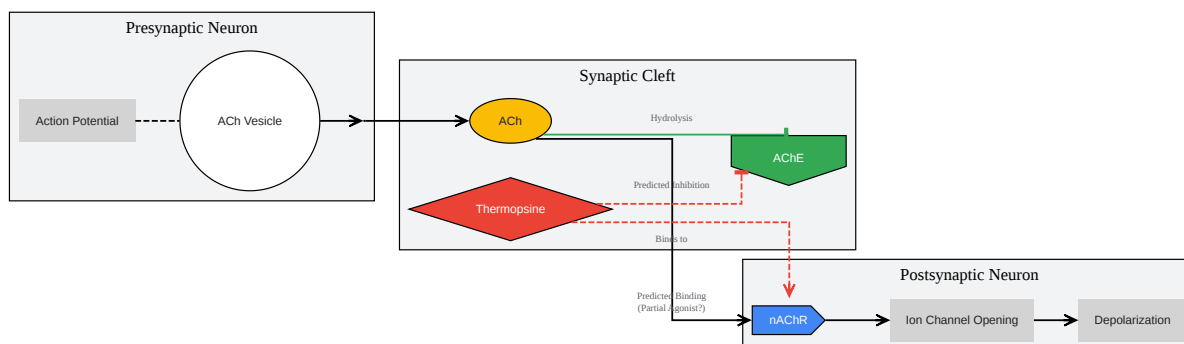 Presynaptic Neuron
Action Potential
ACh Vesicle
Synaptic Cleft
ACh
Hydrolysis
AChE
Predicted Inhibition
Thermopsine
Binds to
Postsynaptic Neuron
Predicted Binding
(Partial Agonist?)
nAChR
Ion Channel Opening
Depolarization